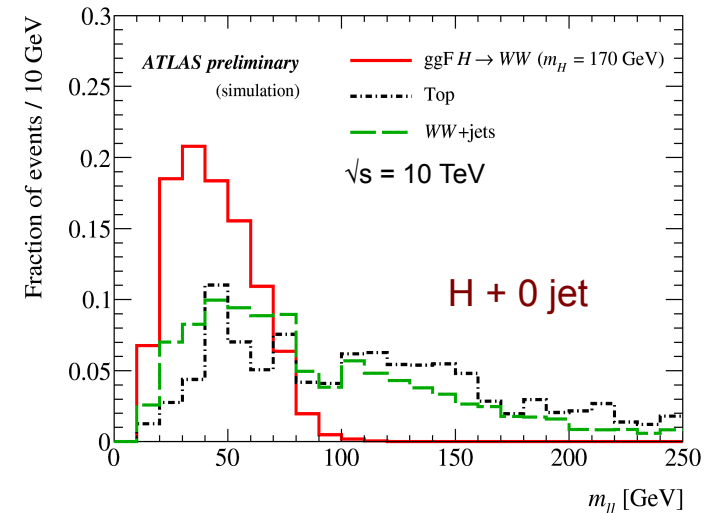 Fraction of events / 10 GeV
0.3
0.25
0.2
0.15
0.1
0.05
0
ATLAS preliminary
(simulation)
ggF H → WW (m_H = 170 GeV)
Top
WW+jets
√s = 10 TeV
H + 0 jet
0 50 100 150 200 250
m_ll [GeV]